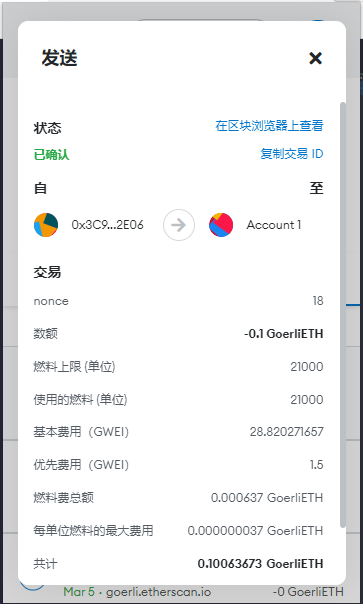 发送
状态 在区块浏览器上查看
已确认 复制交易 ID
自 至
0x3C9...2E06 Account 1
交易
nonce 18
数额 -0.1 GoerliETH
燃料上限 (单位) 21000
使用的燃料 (单位) 21000
基本费用（GWEI） 28.820271657
优先费用（GWEI） 1.5
燃料费总额 0.000637 GoerliETH
每单位燃料的最大费用 0.000000037 GoerliETH
共计 0.10063673 GoerliETH
Mar 5 · goerli.etherscan.io -0 GoerliETH